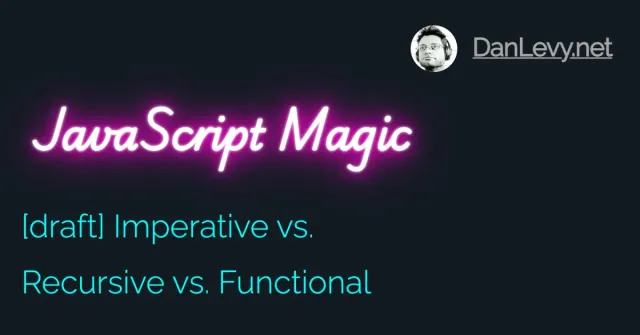 DanLevy.net
JavaScript Magic
[draft] Imperative vs.
Recursive vs. Functional